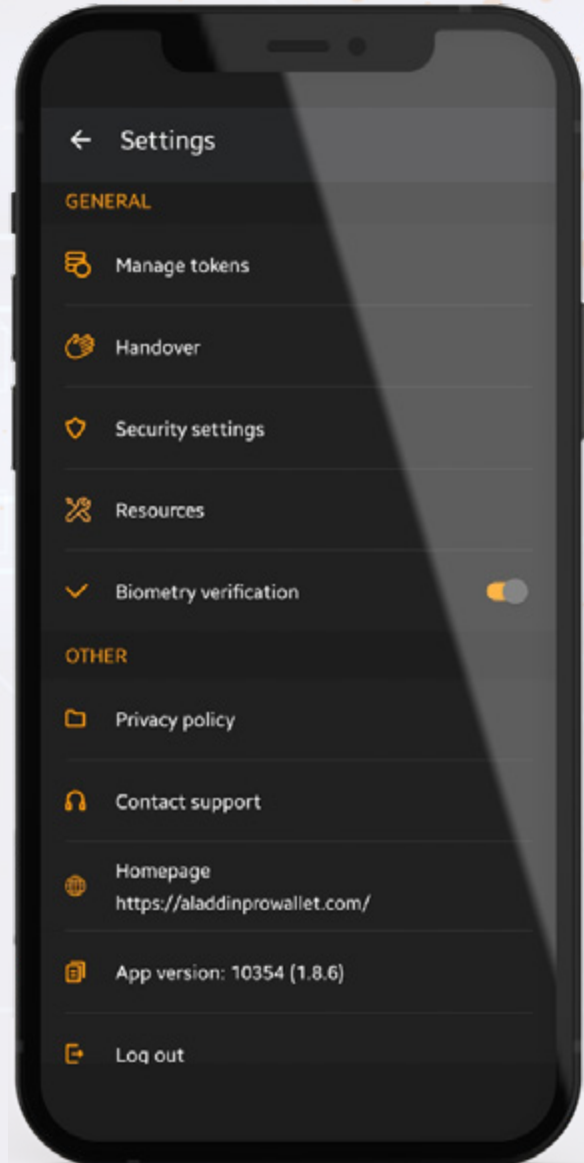 Settings
GENERAL
Manage tokens
Handover
Security settings
Resources
Biometry verification
OTHER
Privacy policy
Contact support
Homepage
https://aladdinprowallet.com/
App version: 10354 (1.8.6)
Log out